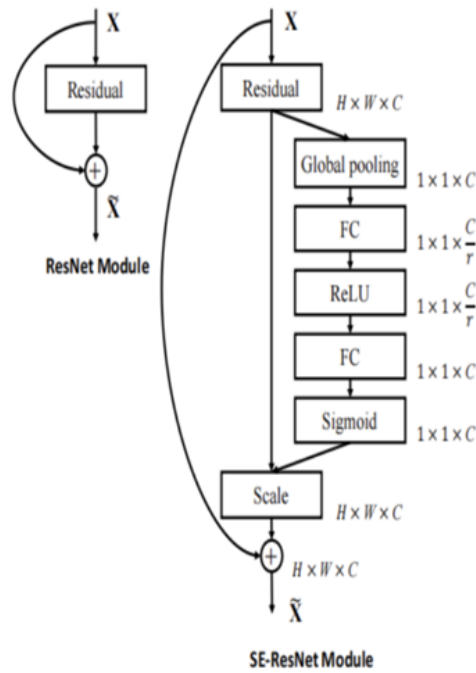 X
Residual
+
X̃
ResNet Module
X
Residual
H × W × C
Global pooling
1 × 1 × C
FC
1 × 1 × C/r
ReLU
1 × 1 × C/r
FC
1 × 1 × C
Sigmoid
1 × 1 × C
Scale
H × W × C
+
H × W × C
X̃
SE-ResNet Module